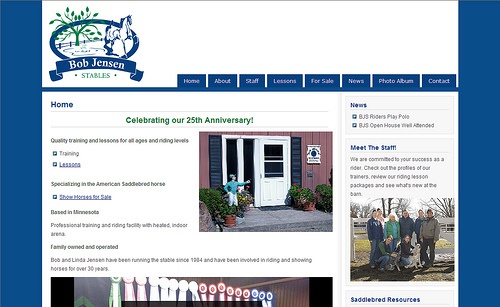 Bob Jensen
• STABLES •
Home
About
Staff
Lessons
For Sale
News
Photo Album
Contact
Home
Celebrating our 25th Anniversary!
Quality training and lessons for all ages and riding levels
Training
Lessons
Specializing in the American Saddlebred horse
Show Horses for Sale
Based in Minnesota
Professional training and riding facility with heated, indoor
arena.
Family owned and operated
Bob and Linda Jensen have been running the stable since 1984 and have been involved in riding and
showing horses for over 30 years.
News
BJS Riders Play Polo
BJS Open House Well Attended
Meet The Staff!
We are committed to your success as a
rider. Check out the profiles of our
trainers, review our riding lesson
packages and see what's new at the
barn.
Saddlebred Resources